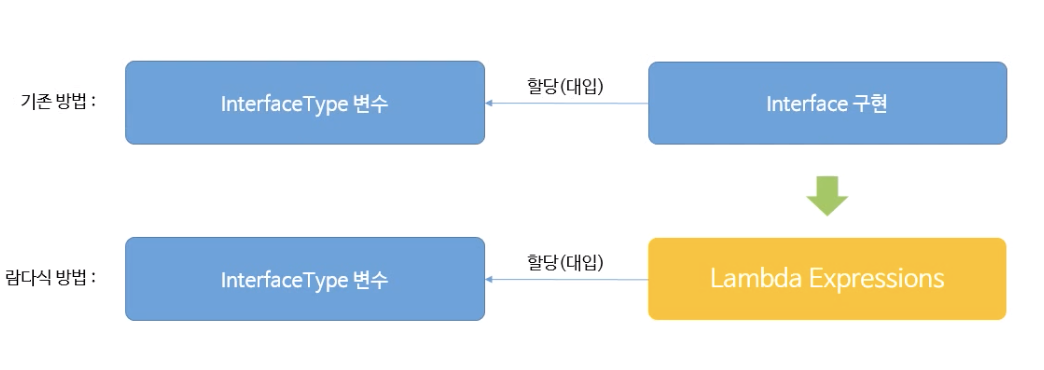 기존 방법 :
InterfaceType 변수
할당(대입)
Interface 구현
람다식 방법 :
InterfaceType 변수
할당(대입)
Lambda Expressions